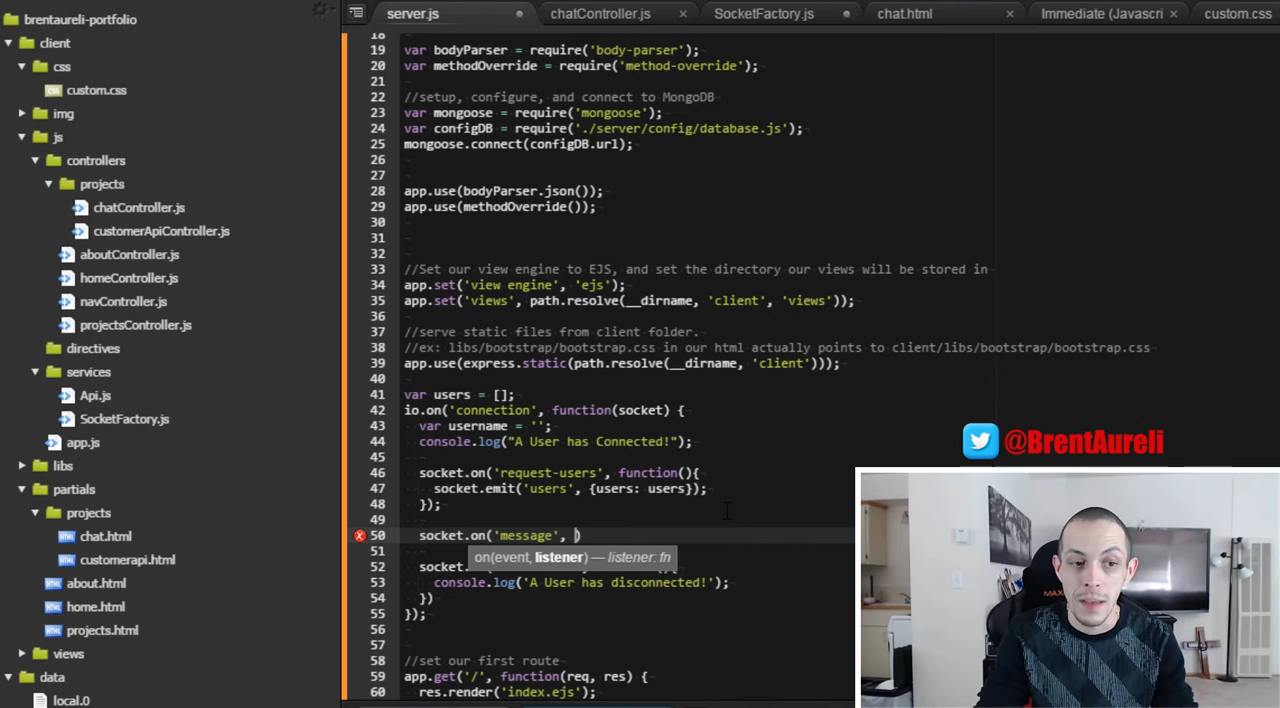 brentaureli-portfolio
client
css
custom.css
img
js
controllers
projects
chatController.js
customerApiController.js
aboutController.js
homeController.js
navController.js
projectsController.js
directives
services
Api.js
SocketFactory.js
app.js
libs
partials
projects
chat.html
customerapi.html
about.html
home.html
projects.html
views
data
local.0
server.js
chatController.js
SocketFactory.js
chat.html
Immediate (Javascri
custom.css
18
19 var bodyParser = require('body-parser');
20 var methodOverride = require('method-override');
21
22 //setup, configure, and connect to MongoDB
23 var mongoose = require('mongoose');
24 var configDB = require('./server/config/database.js');
25 mongoose.connect(configDB.url);
26
27
28 app.use(bodyParser.json());
29 app.use(methodOverride());
30
31
32
33 //Set our view engine to EJS, and set the directory our views will be stored in
34 app.set('view engine', 'ejs');
35 app.set('views', path.resolve(__dirname, 'client', 'views'));
36
37 //serve static files from client folder.
38 //ex: libs/bootstrap/bootstrap.css in our html actually points to client/libs/bootstrap/bootstrap.css
39 app.use(express.static(path.resolve(__dirname, 'client')));
40
41 var users = [];
42 io.on('connection', function(socket) {
43 var username = '';
44 console.log("A User has Connected!");
45
46 socket.on('request-users', function(){
47 socket.emit('users', {users: users});
48 });
49
50 socket.on('message', )
on(event, listener) — listener: fn
51
52 socket.
53 console.log('A User has disconnected!');
54 })
55 });
56
57
58 //set our first route
59 app.get('/', function(req, res) {
60 res.render('index.ejs');
@BrentAureli
MAX